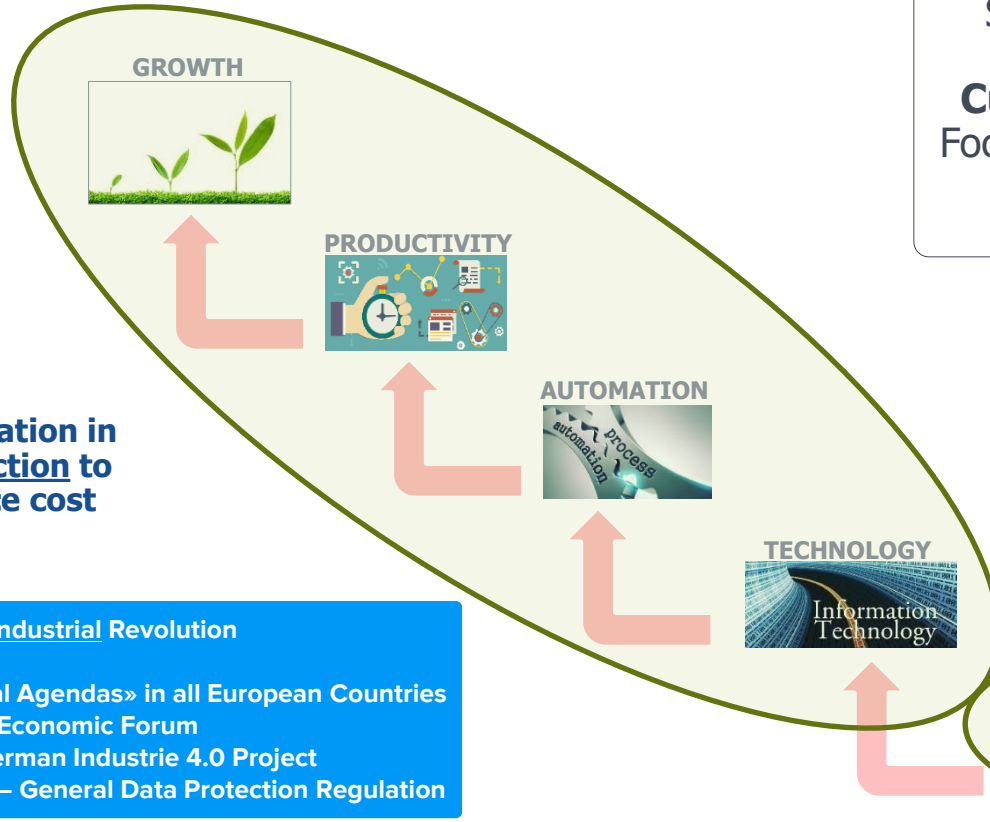 GROWTH
PRODUCTIVITY
AUTOMATION
automation
process
TECHNOLOGY
Information
Technology
ation in
ction to
e cost
ndustrial Revolution
al Agendas» in all European Countries
Economic Forum
erman Industrie 4.0 Project
– General Data Protection Regulation